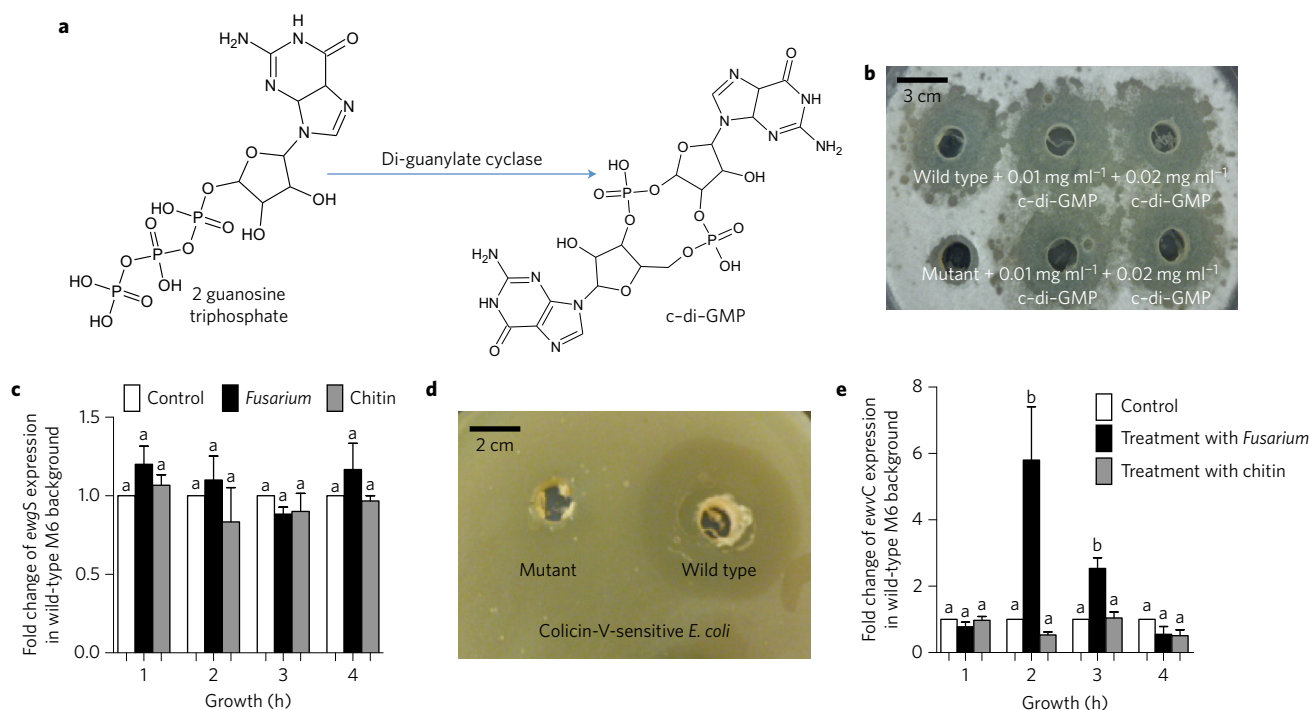 a
H
H₂N
N
O
NH
N
N
N
O
O
HO
P
O
O
OH
HO
O
P
O
O
OH
HO
P
O
HO
2 guanosine
triphosphate
Di-guanylate cyclase
O
N
NH
N
N
NH₂
HO
O
P
O
O
OH
O
O
P
O
OH
HO
O
H₂N
N
HN
N
N
O
O
c-di-GMP
b
3 cm
Wild type + 0.01 mg ml⁻¹ + 0.02 mg ml⁻¹
c-di-GMP c-di-GMP
Mutant + 0.01 mg ml⁻¹ + 0.02 mg ml⁻¹
c-di-GMP c-di-GMP
c
Control Fusarium Chitin
Fold change of ewgS expression
in wild-type M6 background
1.5
1.0
0.5
0.0
a a a a a a a a a a a a
1 2 3 4
Growth (h)
d
2 cm
Mutant Wild type
Colicin-V-sensitive E. coli
e
Control
Treatment with Fusarium
Treatment with chitin
Fold change of ewvC expression
in wild-type M6 background
8
6
4
2
0
a a a a b a a b a a a a
1 2 3 4
Growth (h)